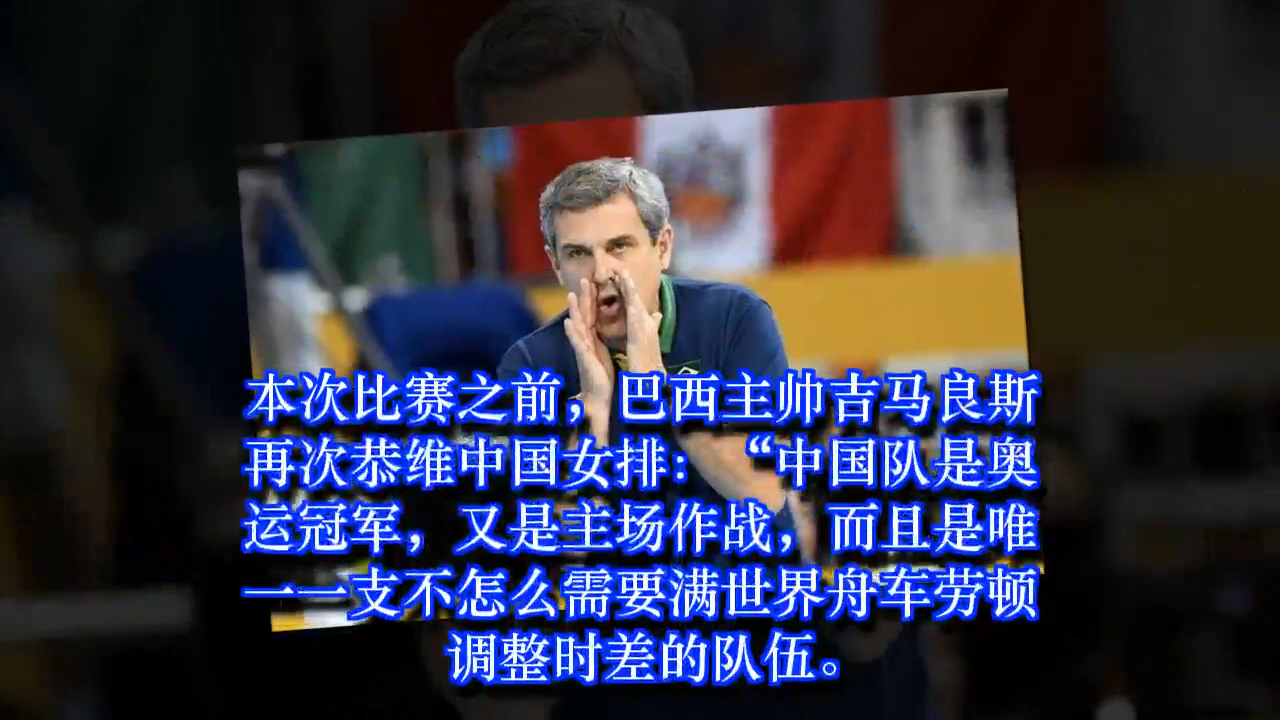 本次比赛之前，巴西主帅吉马良斯
再次恭维中国女排：“中国队是奥
运冠军，又是主场作战，而且是唯
一一支不怎么需要满世界舟车劳顿
调整时差的队伍。